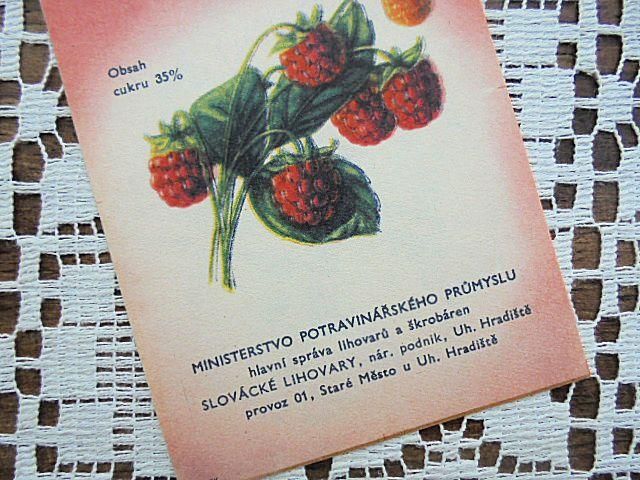 Obsah
cukru 35%
MINISTERSTVO POTRAVINÁŘSKÉHO PRŮMYSLU
hlavní správa lihovarů a škrobáren
SLOVÁCKÉ LIHOVARY, nár. podnik, Uh. Hradiště
provoz 01, Staré Město u Uh. Hradiště